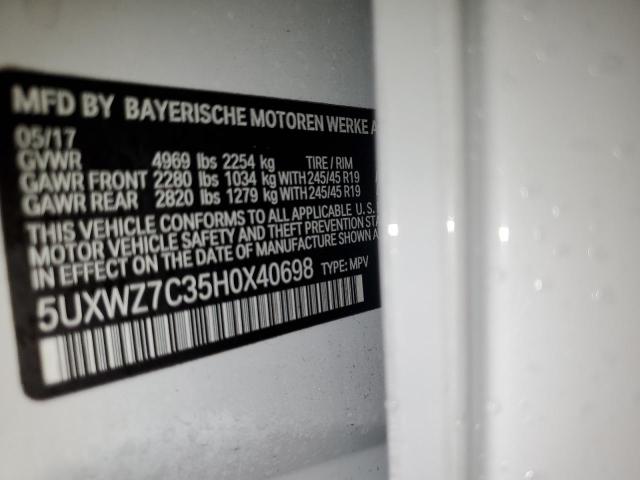 MFD BY BAYERISCHE MOTOREN WERKE A
05/17
GVWR 4969 lbs 2254 kg TIRE / RIM
GAWR FRONT 2280 lbs 1034 kg WITH 245/45 R19
GAWR REAR 2820 lbs 1279 kg WITH 245/45 R19
THIS VEHICLE CONFORMS TO ALL APPLICABLE U.S.
MOTOR VEHICLE SAFETY AND THEFT PREVENTION ST
IN EFFECT ON THE DATE OF MANUFACTURE SHOWN A
5UXWZ7C35H0X40698 TYPE: MPV